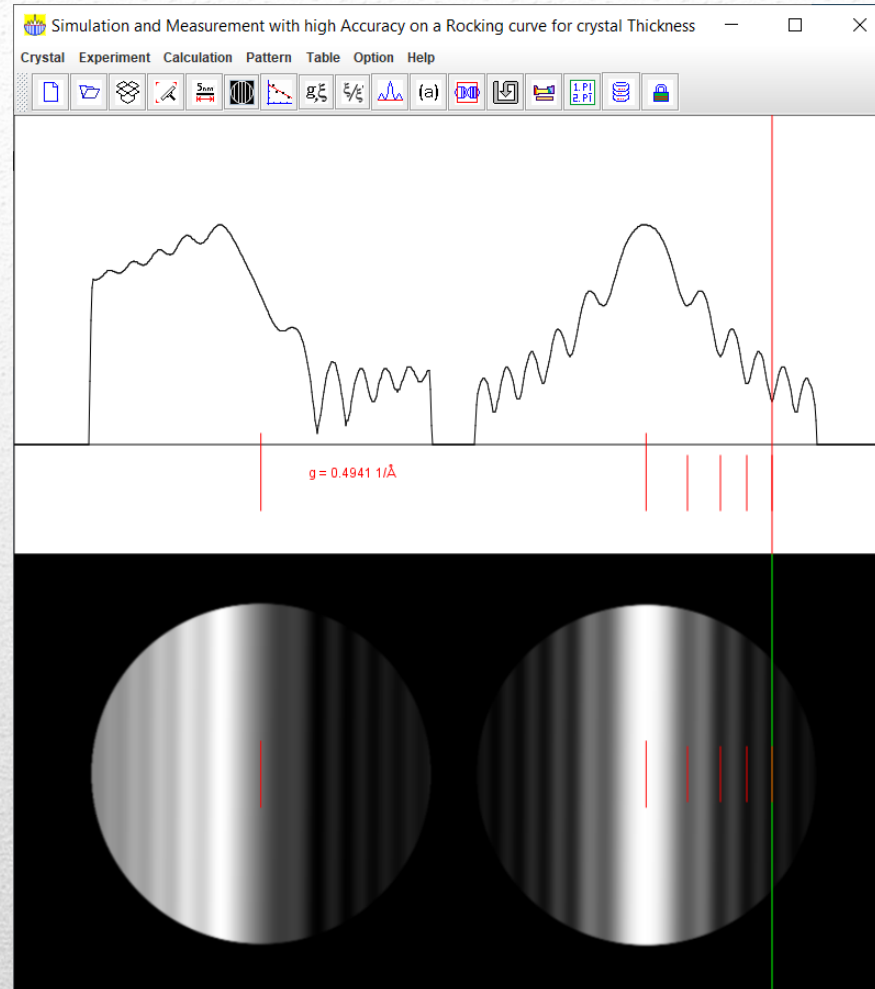 Simulation and Measurement with high Accuracy on a Rocking curve for crystal Thickness
Crystal Experiment Calculation Pattern Table Option Help
5nm g,ξ ξ/ξ' (a) 1.PI
2.PI
g = 0.4941 1/Å